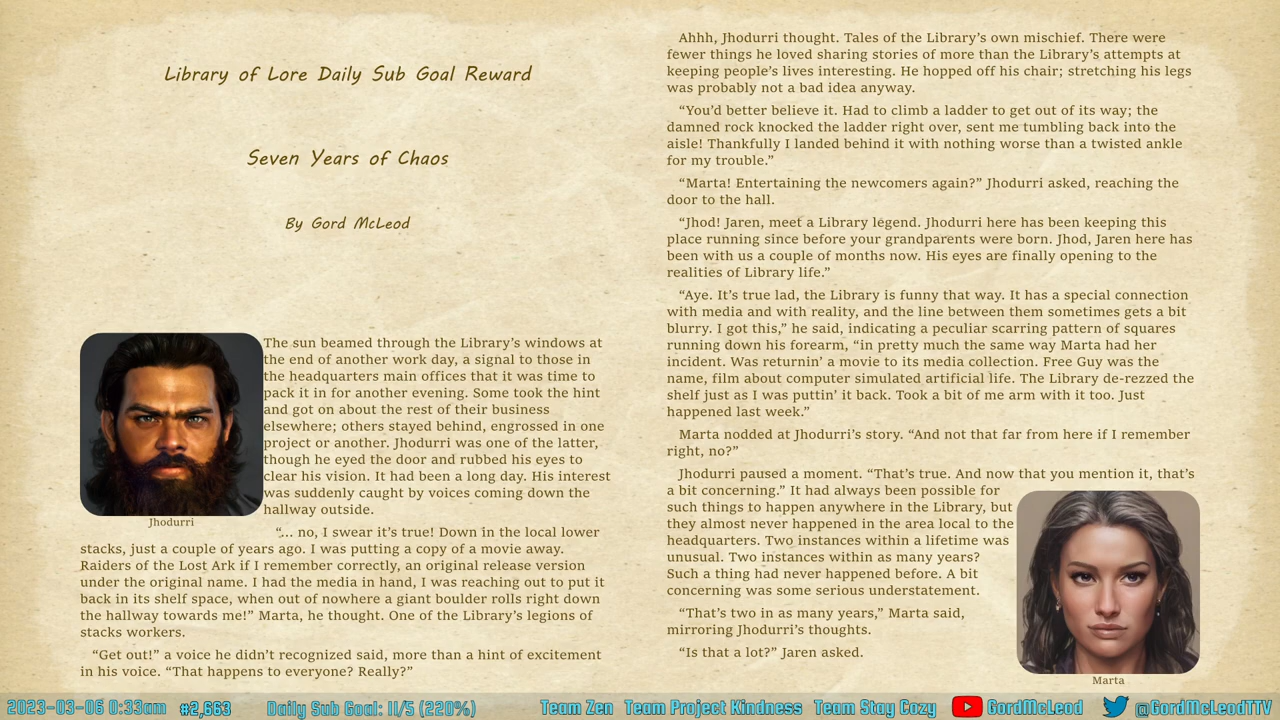 Library of Lore Daily Sub Goal Reward
Seven Years of Chaos
By Gord McLeod
The sun beamed through the Library's windows at
the end of another work day, a signal to those in
the headquarters main offices that it was time to
pack it in for another evening. Some took the hint
and got on about the rest of their business
elsewhere; others stayed behind, engrossed in one
project or another. Jhodurri was one of the latter,
though he eyed the door and rubbed his eyes to
clear his vision. It had been a long day. His interest
was suddenly caught by voices coming down the
hallway outside.
Jhodurri
“... no, I swear it's true! Down in the local lower
stacks, just a couple of years ago. I was putting a copy of a movie away.
Raiders of the Lost Ark if I remember correctly, an original release version
under the original name. I had the media in hand, I was reaching out to put it
back in its shelf space, when out of nowhere a giant boulder rolls right down
the hallway towards me!” Marta, he thought. One of the Library's legions of
stacks workers.
“Get out!” a voice he didn't recognized said, more than a hint of excitement
in his voice. “That happens to everyone? Really?”
Ahhh, Jhodurri thought. Tales of the Library's own mischief. There were
fewer things he loved sharing stories of more than the Library's attempts at
keeping people's lives interesting. He hopped off his chair; stretching his legs
was probably not a bad idea anyway.
“You'd better believe it. Had to climb a ladder to get out of its way; the
damned rock knocked the ladder right over, sent me tumbling back into the
aisle! Thankfully I landed behind it with nothing worse than a twisted ankle
for my trouble.”
“Marta! Entertaining the newcomers again?” Jhodurri asked, reaching the
door to the hall.
“Jhod! Jaren, meet a Library legend. Jhodurri here has been keeping this
place running since before your grandparents were born. Jhod, Jaren here has
been with us a couple of months now. His eyes are finally opening to the
realities of Library life.”
“Aye. It's true lad, the Library is funny that way. It has a special connection
with media and with reality, and the line between them sometimes gets a bit
blurry. I got this,” he said, indicating a peculiar scarring pattern of squares
running down his forearm, “in pretty much the same way Marta had her
incident. Was returnin' a movie to its media collection. Free Guy was the
name, film about computer simulated artificial life. The Library de-rezzed the
shelf just as I was puttin' it back. Took a bit of me arm with it too. Just
happened last week.”
Marta nodded at Jhodurri's story. “And not that far from here if I remember
right, no?”
Jhodurri paused a moment. “That's true. And now that you mention it, that's
a bit concerning.” It had always been possible for
such things to happen anywhere in the Library, but
they almost never happened in the area local to the
headquarters. Two instances within a lifetime was
unusual. Two instances within as many years?
Such a thing had never happened before. A bit
concerning was some serious understatement.
“That's two in as many years,” Marta said,
mirroring Jhodurri's thoughts.
“Is that a lot?” Jaren asked.
Marta
2023-03-06 0:33am #2,663 Daily Sub Goal: 11/5 (220%) Team Zen Team Project Kindness Team Stay Cozy GordMcLeod @GordMcLeodTTV